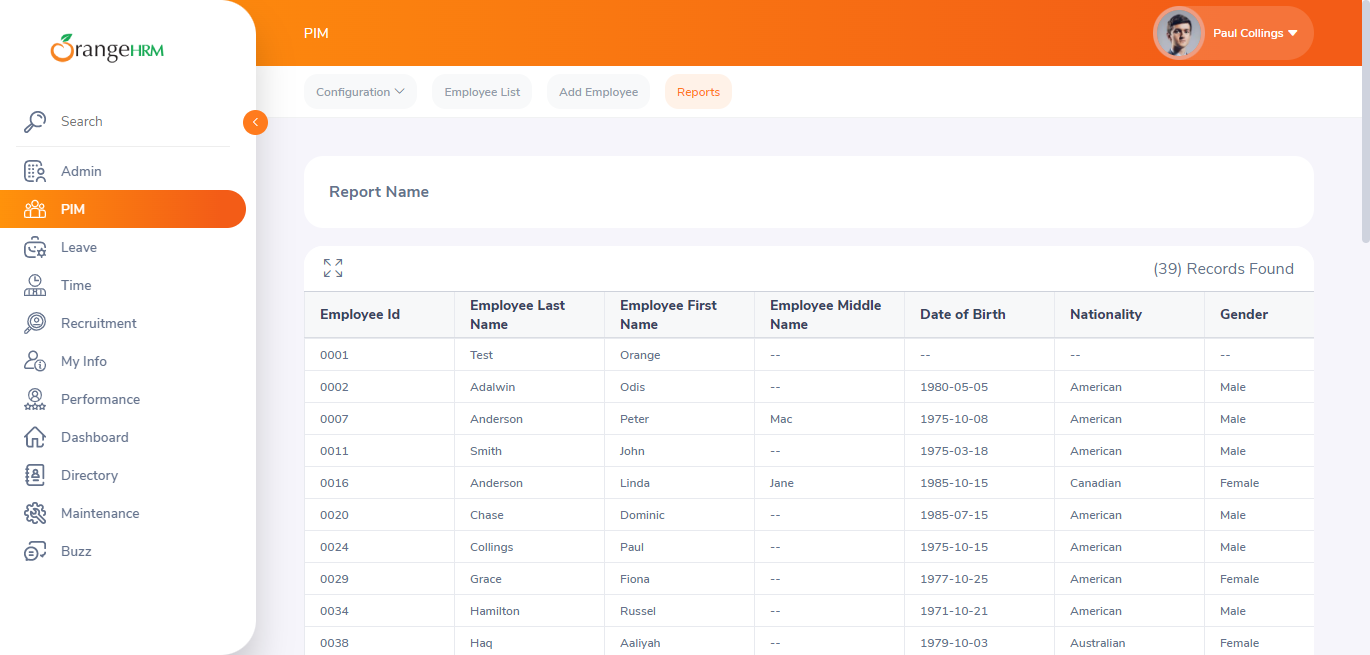 OrangeHRM
PIM
Paul Collings
Configuration
Employee List
Add Employee
Reports
Search
Admin
PIM
Leave
Time
Recruitment
My Info
Performance
Dashboard
Directory
Maintenance
Buzz
Report Name
(39) Records Found
Employee Id Employee Last Name Employee First Name Employee Middle Name Date of Birth Nationality Gender
0001 Test Orange -- -- -- --
0002 Adalwin Odis -- 1980-05-05 American Male
0007 Anderson Peter Mac 1975-10-08 American Male
0011 Smith John -- 1975-03-18 American Male
0016 Anderson Linda Jane 1985-10-15 Canadian Female
0020 Chase Dominic -- 1985-07-15 American Male
0024 Collings Paul -- 1975-10-15 American Male
0029 Grace Fiona -- 1977-10-25 American Female
0034 Hamilton Russel -- 1971-10-21 American Male
0038 Haq Aaliyah -- 1979-10-03 Australian Female